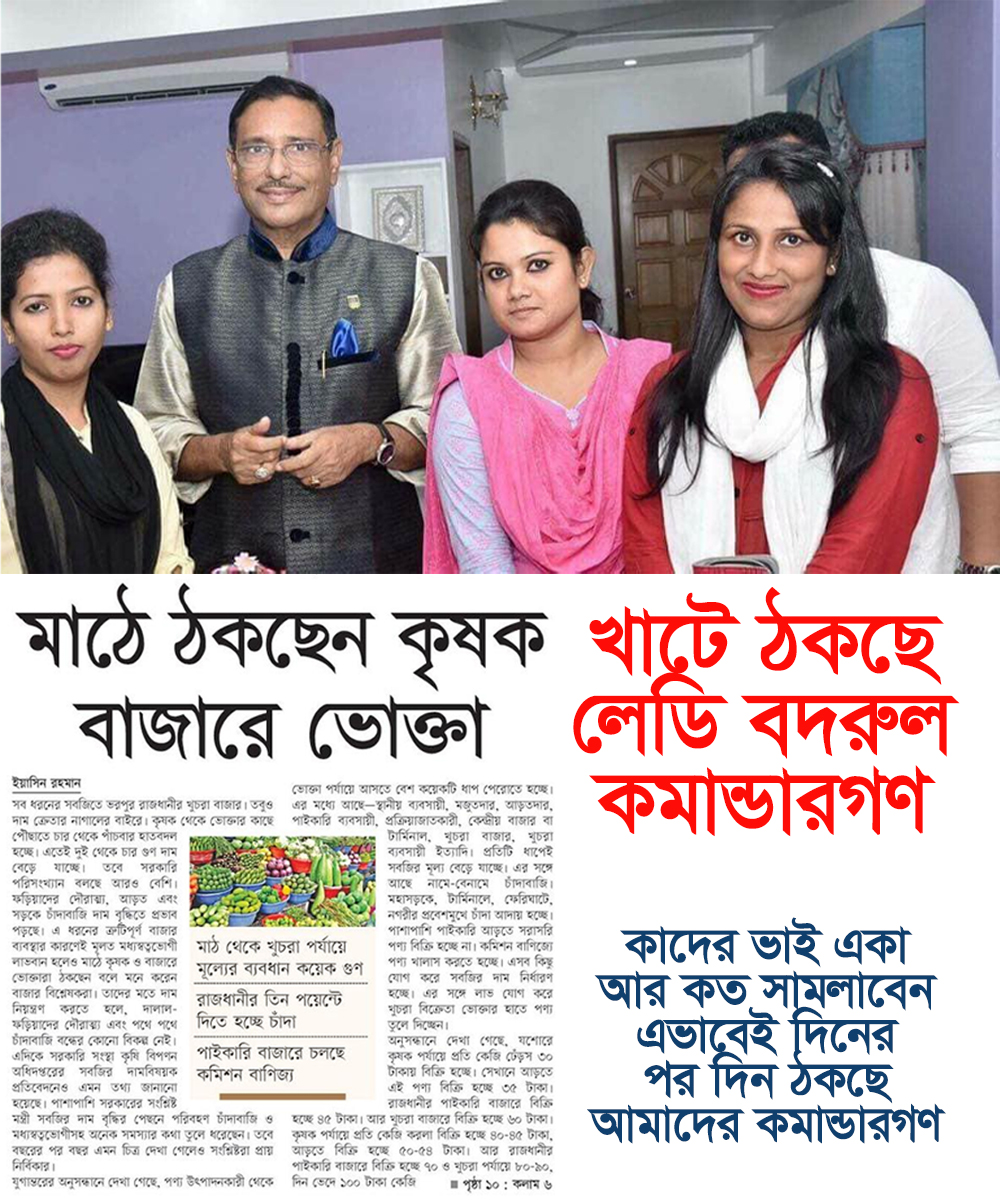 মাঠে ঠকছেন কৃষক
বাজারে ভোক্তা
ইয়াসিন রহমান
সব ধরনের সবজিতে ভরপুর রাজধানীর খুচরা বাজার। তবুও
দাম ক্রেতার নাগালের বাইরে। কৃষক থেকে ভোক্তার কাছে
পৌঁছাতে চার থেকে পাঁচবার হাতবদল
হচ্ছে। এতেই দুই থেকে চার গুণ দাম
বেড়ে যাচ্ছে। তবে সরকারি
পরিসংখ্যান বলছে আরও বেশি।
ফড়িয়াদের দৌরাত্ম্য, আড়ত এবং
সড়কে চাঁদাবাজি দাম বৃদ্ধিতে প্রভাব
পড়ছে। এ ধরনের ত্রুটিপূর্ণ বাজার
ব্যবস্থার কারণেই মূলত মধ্যস্বত্বভোগী
লাভবান হলেও মাঠে কৃষক ও বাজারে
ভোক্তারা ঠকছেন বলে মনে করেন
বাজার বিশ্লেষকরা। তাদের মতে দাম
নিয়ন্ত্রণ করতে হলে, দালাল-
ফড়িয়াদের দৌরাত্ম্য এবং পথে পথে
চাঁদাবাজি বন্ধের কোনো বিকল্প নেই।
এদিকে সরকারি সংস্থা কৃষি বিপণন
অধিদপ্তরের সবজির দামবিষয়ক
প্রতিবেদনেও এমন তথ্য জানানো
হয়েছে। পাশাপাশি সরকারের সংশ্লিষ্ট
মন্ত্রী সবজির দাম বৃদ্ধির পেছনে পরিবহণ চাঁদাবাজি ও
মধ্যস্বত্বভোগীসহ অনেক সমস্যার কথা তুলে ধরেছেন। তবে
বছরের পর বছর এমন চিত্র দেখা গেলেও সংশ্লিষ্টরা প্রায়
নির্বিকার।
যুগান্তরের অনুসন্ধানে দেখা গেছে, পণ্য উৎপাদনকারী থেকে
মাঠ থেকে খুচরা পর্যায়ে
মূল্যের ব্যবধান কয়েক গুণ
রাজধানীর তিন পয়েন্টে
দিতে হচ্ছে চাঁদা
পাইকারি বাজারে চলছে
কমিশন বাণিজ্য
ভোক্তা পর্যায়ে আসতে বেশ কয়েকটি ধাপ পেরোতে হচ্ছে।
এর মধ্যে আছে—স্থানীয় ব্যবসায়ী, মজুতদার, আড়তদার,
পাইকারি ব্যবসায়ী, প্রক্রিয়াজাতকারী, কেন্দ্রীয় বাজার বা
টার্মিনাল, খুচরা বাজার, খুচরা
ব্যবসায়ী ইত্যাদি। প্রতিটি ধাপেই
সবজির মূল্য বেড়ে যাচ্ছে। এর সঙ্গে
আছে নামে-বেনামে চাঁদাবাজি।
মহাসড়কে, টার্মিনালে, ফেরিঘাটে,
নগরীর প্রবেশমুখে চাঁদা আদায় হচ্ছে।
পাশাপাশি পাইকারি আড়তে সরাসরি
পণ্য বিক্রি হচ্ছে না। কমিশন বাণিজ্যে
পণ্য খালাস করতে হচ্ছে। এসব কিছু
যোগ করে সবজির দাম নির্ধারণ
হচ্ছে। এর সঙ্গে লাভ যোগ করে
খুচরা বিক্রেতা ভোক্তার হাতে পণ্য
তুলে দিচ্ছেন।
অনুসন্ধানে দেখা গেছে, যশোরে
কৃষক পর্যায়ে প্রতি কেজি ঢেঁড়স ৩০
টাকায় বিক্রি হচ্ছে। সেখানে আড়তে
এই পণ্য বিক্রি হচ্ছে ৩৫ টাকা।
রাজধানীর পাইকারি বাজারে বিক্রি
হচ্ছে ৪৫ টাকা। আর খুচরা বাজারে বিক্রি হচ্ছে ৬০ টাকা।
কৃষক পর্যায়ে প্রতি কেজি করলা বিক্রি হচ্ছে ৪০-৪৫ টাকা,
আড়তে বিক্রি হচ্ছে ৫০-৫৪ টাকা। আর রাজধানীর
পাইকারি বাজারে বিক্রি হচ্ছে ৭০ ও খুচরা পর্যায়ে ৮০-৯০,
দিন ভেদে ১০০ টাকা কেজি
■ পৃষ্ঠা ১০ : কলাম ৬
খাটে ঠকছে
লেডি বদরুল
কমান্ডারগণ
কাদের ভাই একা
আর কত সামলাবেন
এভাবেই দিনের
পর দিন ঠকছে
আমাদের কমান্ডারগণ